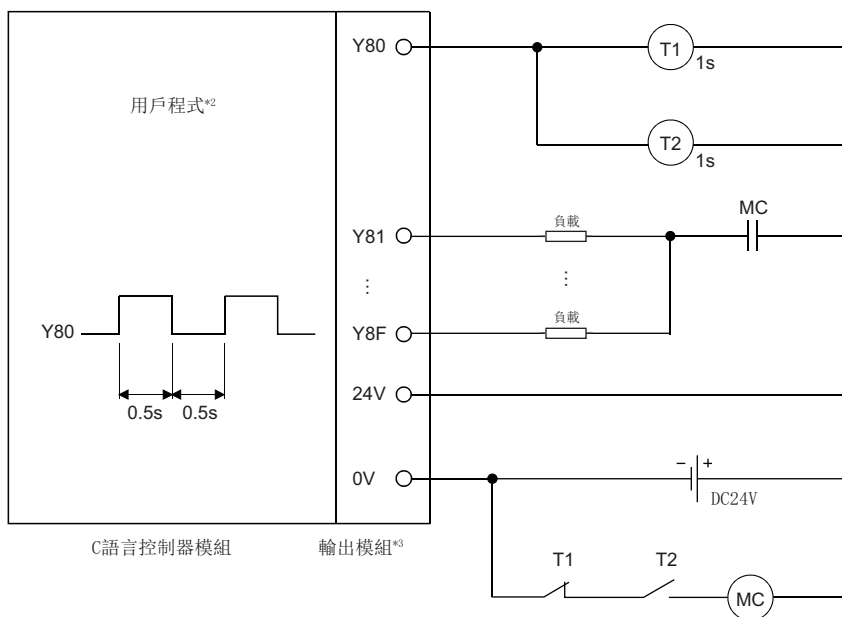 Y80
T1
1s
用戶程式*2
T2
1s
MC
負載
Y81
⋮
⋮
負載
Y80
Y8F
24V
0.5s
0.5s
0V
− +
DC24V
C語言控制器模組
輸出模組*3
T1
T2
MC